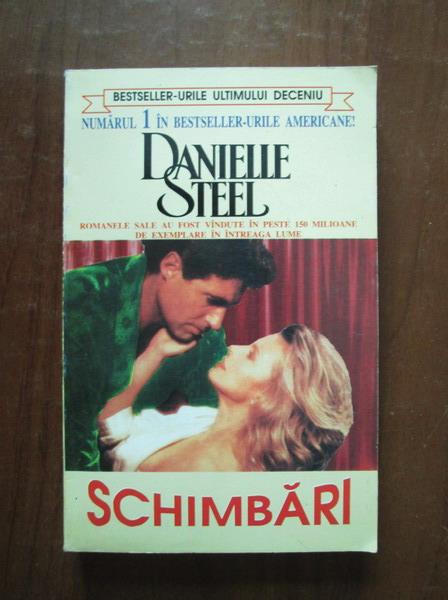 BESTSELLER-URILE ULTIMULUI DECENIU
NUMĂRUL 1 ÎN BESTSELLER-URILE AMERICANE!
DANIELLE
STEEL
ROMANELE SALE AU FOST VÎNDUTE ÎN PESTE 150 MILIOANE
DE EXEMPLARE ÎN ÎNTREAGA LUME
SCHIMBĂRI